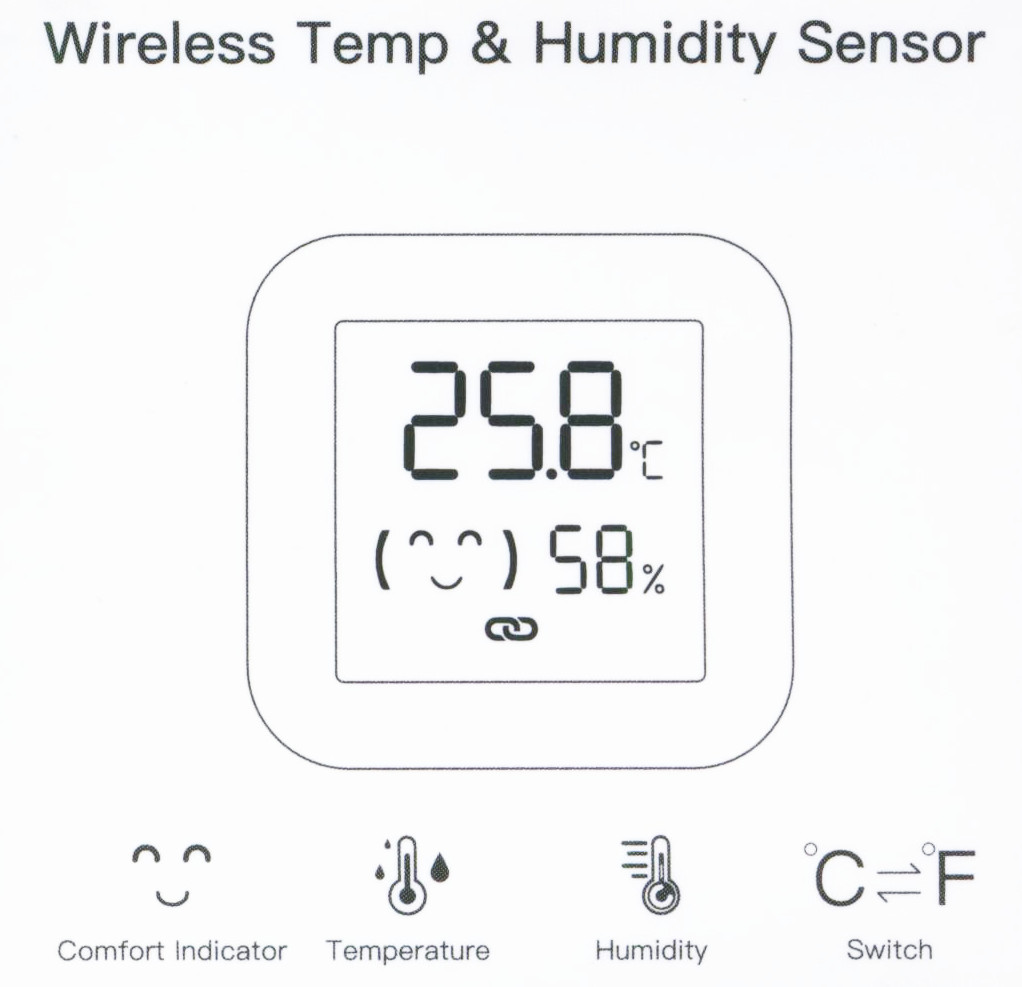 Wireless Temp & Humidity Sensor
25.8 °C
( ) 58 %
°C ⇌ °F
Comfort Indicator Temperature Humidity Switch